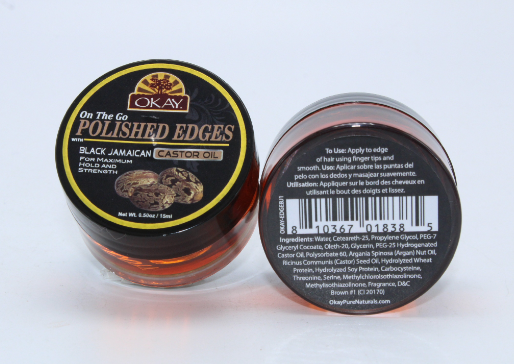 OKAY
On The Go
POLISHED EDGES
WITH
BLACK JAMAICAN CASTOR OIL
FOR MAXIMUM
HOLD AND
STRENGTH
Net Wt. 0.50oz / 15ml
To Use: Apply to edge
of hair using finger tips and
smooth. Use: Aplicar sobre las puntas del
pelo con los dedos y masajear suavemente.
Utilisation: Appliquer sur le bord des cheveux en
utilisant le bout des doigts et lissez.
OKAY-EDGEBJ1
8 10367 01838 5
Ingredients: Water, Ceteareth-25, Propylene Glycol, PEG-7
Glyceryl Cocoate, Oleth-20, Glycerin, PEG-25 Hydrogenated
Castor Oil, Polysorbate 60, Argania Spinosa (Argan) Nut Oil,
Ricinus Communis (Castor) Seed Oil, Hydrolyzed Wheat
Protein, Hydrolyzed Soy Protein, Carbocysteine,
Threonine, Serine, Methylchloroisothiazolinone,
Methylisothiazolinone, Fragrance, D&C
Brown #1 (CI 20170)
OkayPureNaturals.com